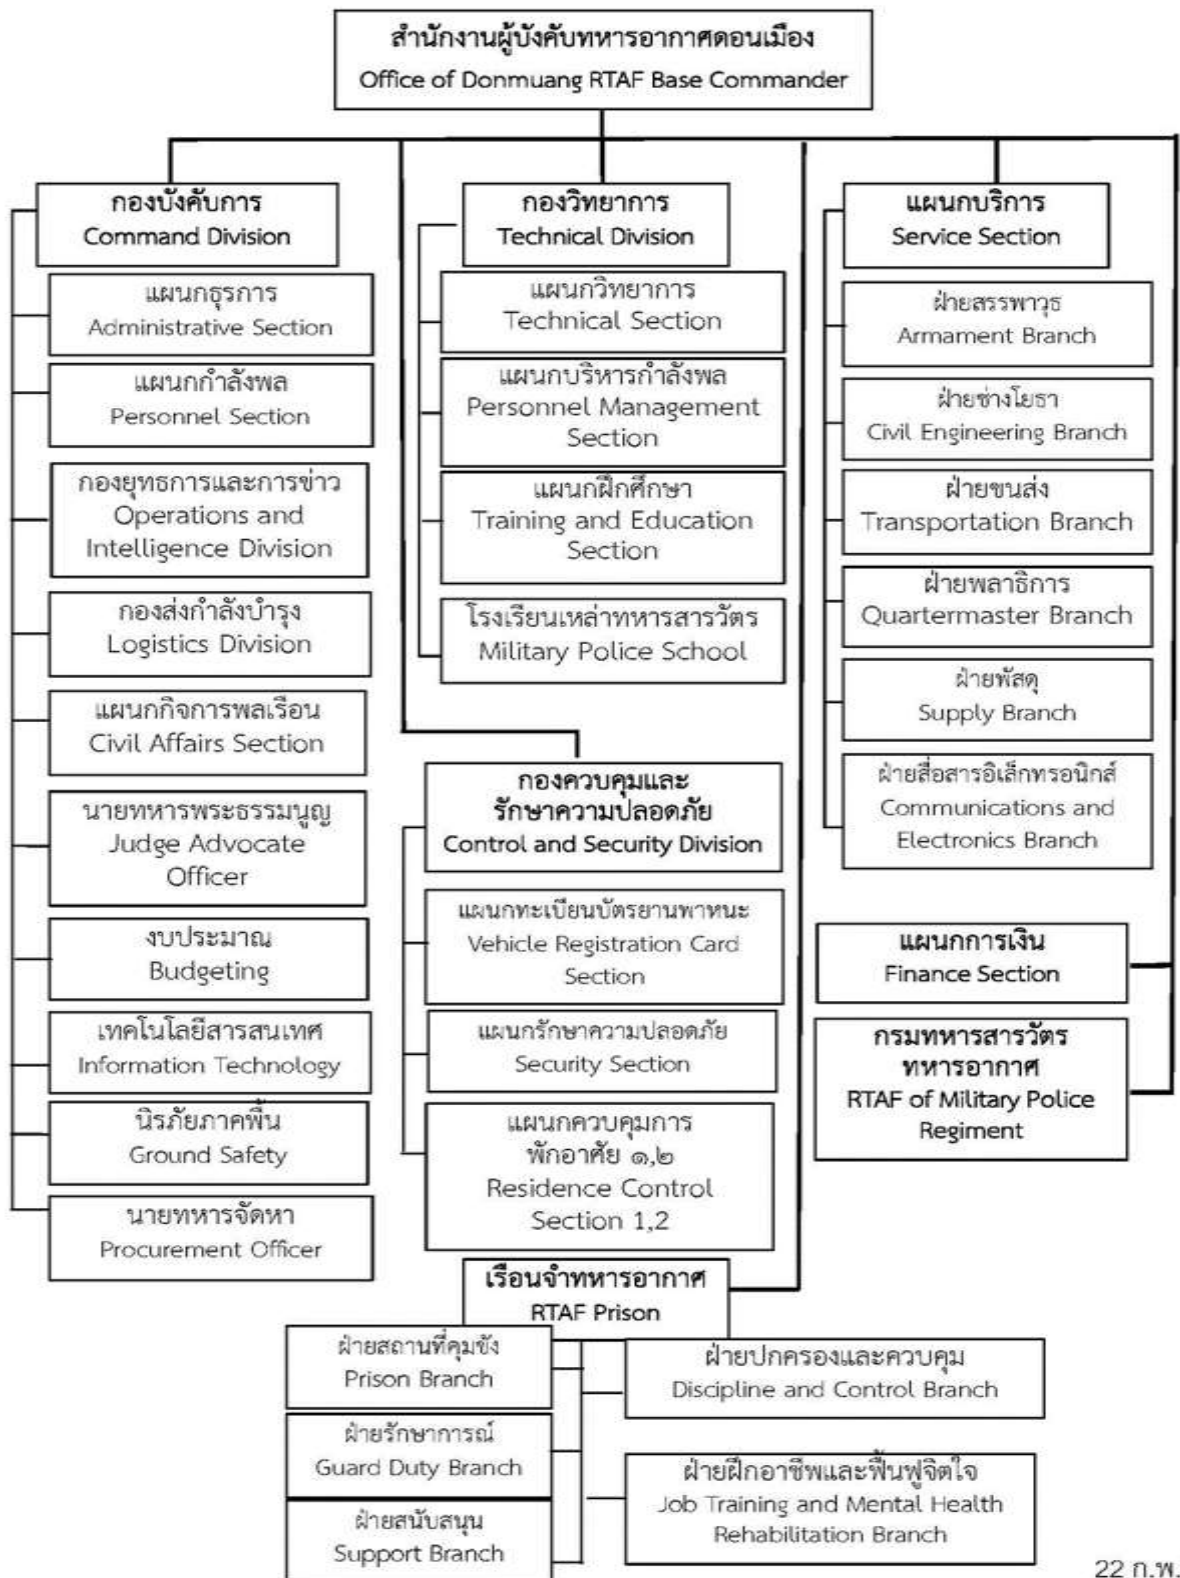 สำนักงานผู้บังคับทหารอากาศดอนเมือง
Office of Donmuang RTAF Base Commander
กองบังคับการ
Command Division
แผนกธุรการ
Administrative Section
แผนกกำลังพล
Personnel Section
กองยุทธการและการข่าว
Operations and
Intelligence Division
กองส่งกำลังบำรุง
Logistics Division
แผนกกิจการพลเรือน
Civil Affairs Section
นายทหารพระธรรมนูญ
Judge Advocate
Officer
งบประมาณ
Budgeting
เทคโนโลยีสารสนเทศ
Information Technology
นิรภัยภาคพื้น
Ground Safety
นายทหารจัดหา
Procurement Officer
กองวิทยาการ
Technical Division
แผนกวิทยาการ
Technical Section
แผนกบริหารกำลังพล
Personnel Management
Section
แผนกฝึกศึกษา
Training and Education
Section
โรงเรียนเหล่าทหารสารวัตร
Military Police School
กองควบคุมและ
รักษาความปลอดภัย
Control and Security Division
แผนกทะเบียนบัตรยานพาหนะ
Vehicle Registration Card
Section
แผนกรักษาความปลอดภัย
Security Section
แผนกควบคุมการ
พักอาศัย ๑,๒
Residence Control
Section 1,2
แผนกบริการ
Service Section
ฝ่ายสรรพาวุธ
Armament Branch
ฝ่ายช่างโยธา
Civil Engineering Branch
ฝ่ายขนส่ง
Transportation Branch
ฝ่ายพลาธิการ
Quartermaster Branch
ฝ่ายพัสดุ
Supply Branch
ฝ่ายสื่อสารอิเล็กทรอนิกส์
Communications and
Electronics Branch
แผนกการเงิน
Finance Section
กรมทหารสารวัตร
ทหารอากาศ
RTAF of Military Police
Regiment
เรือนจำทหารอากาศ
RTAF Prison
ฝ่ายสถานที่คุมขัง
Prison Branch
ฝ่ายรักษาการณ์
Guard Duty Branch
ฝ่ายสนับสนุน
Support Branch
ฝ่ายปกครองและควบคุม
Discipline and Control Branch
ฝ่ายฝึกอาชีพและฟื้นฟูจิตใจ
Job Training and Mental Health
Rehabilitation Branch
22 ก.พ.